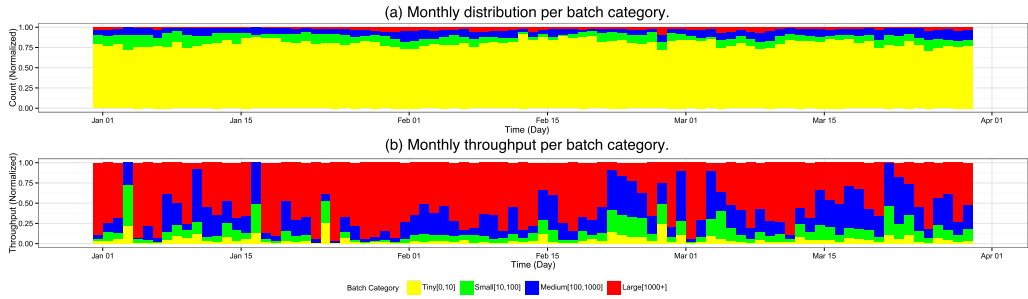 (a) Monthly distribution per batch category.
Count (Normalized)
1.00
0.75
0.50
0.25
0.00
Jan 01 Jan 15 Feb 01 Feb 15 Mar 01 Mar 15 Apr 01
Time (Day)
(b) Monthly throughput per batch category.
Throughput (Normalized)
1.00
0.75
0.50
0.25
0.00
Jan 01 Jan 15 Feb 01 Feb 15 Mar 01 Mar 15 Apr 01
Time (Day)
Batch Category Tiny[0,10] Small[10,100] Medium[100,1000] Large[1000+]